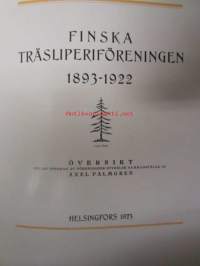 FINSKA
TRÄSLIPERIFÖRENINGEN
1893-1922
ÖVERSIKT
AXEL PALMGREN
HELSINGFORS 1923